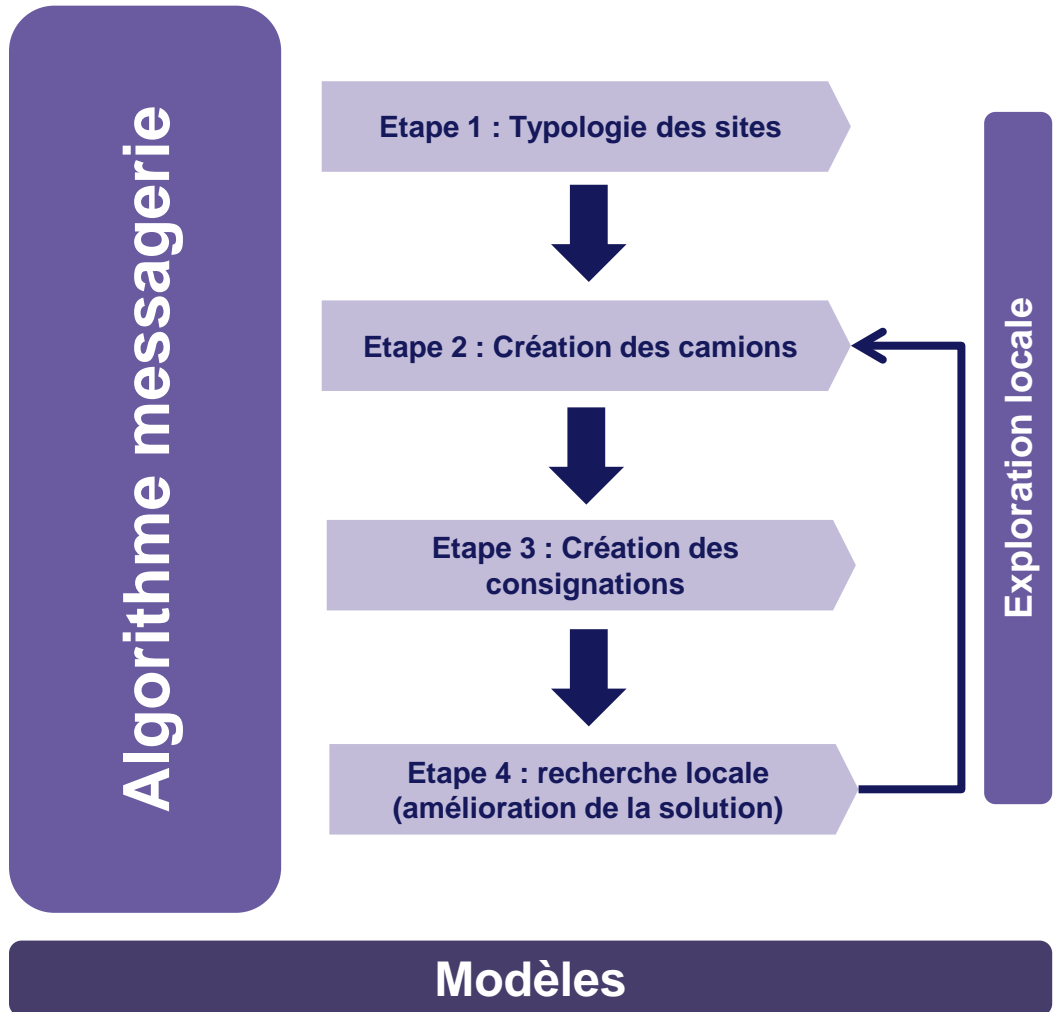 Algorithme messagerie
Etape 1 : Typologie des sites
Etape 2 : Création des camions
Etape 3 : Création des
consignations
Etape 4 : recherche locale
(amélioration de la solution)
Exploration locale
Modèles